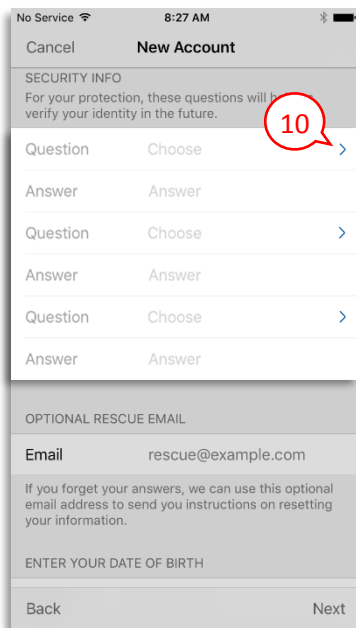 No Service 8:27 AM
Cancel New Account
SECURITY INFO
For your protection, these questions will
verify your identity in the future.
10
Question Choose
Answer Answer
Question Choose
Answer Answer
Question Choose
Answer Answer
OPTIONAL RESCUE EMAIL
Email rescue@example.com
If you forget your answers, we can use this optional
email address to send you instructions on resetting
your information.
ENTER YOUR DATE OF BIRTH
Back Next